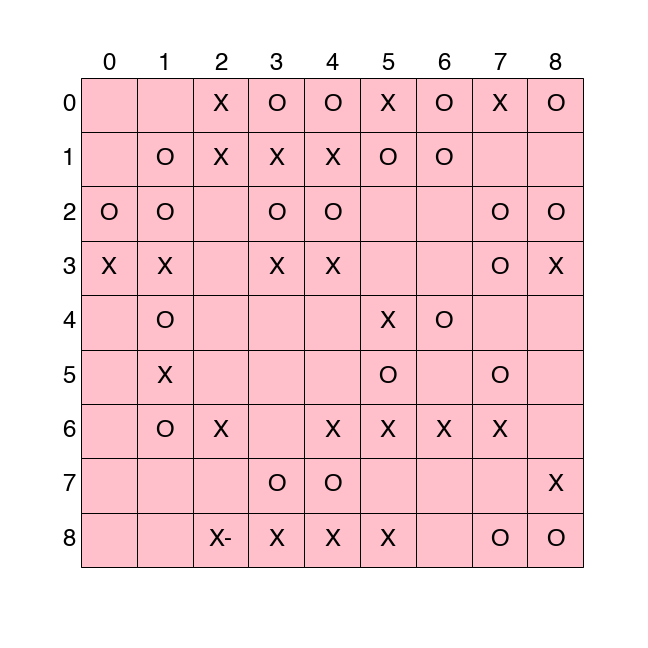 0 1 2 3 4 5 6 7 8
0 X O O X O X O
1 O X X X O O
2 O O O O O O
3 X X X X O X
4 O X O
5 X O O
6 O X X X X X
7 O O X
8 X- X X X O O